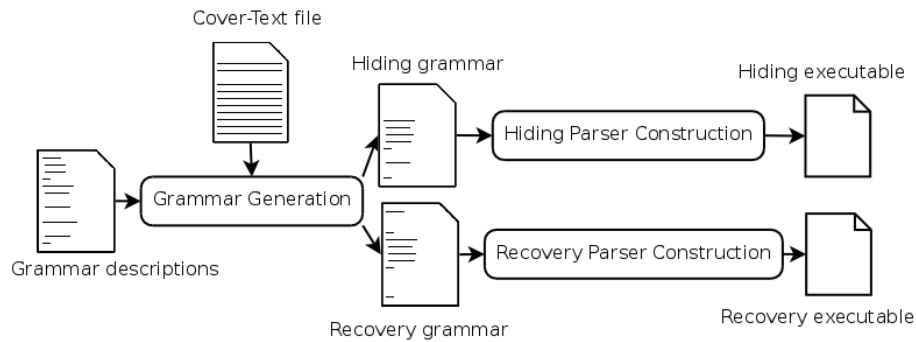 Cover-Text file
Hiding grammar
Hiding executable
Hiding Parser Construction
Grammar Generation
Recovery Parser Construction
Grammar descriptions
Recovery grammar
Recovery executable